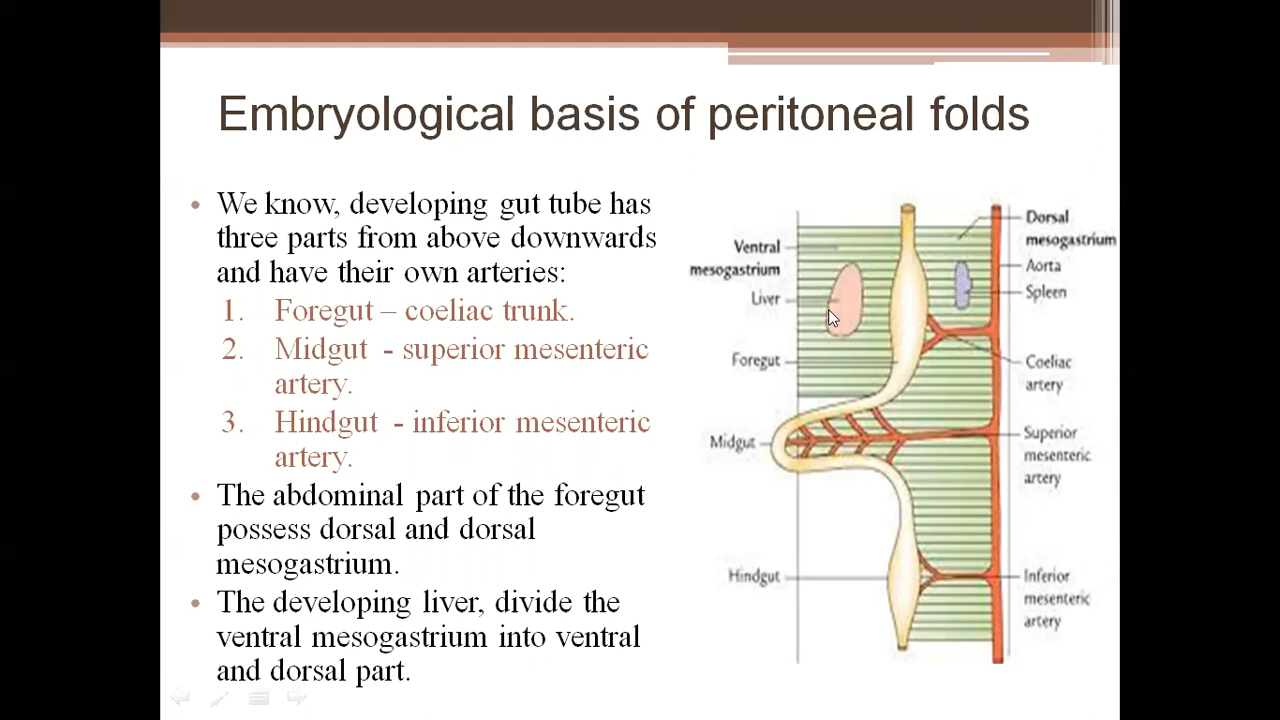 Embryological basis of peritoneal folds
• We know, developing gut tube has
three parts from above downwards
and have their own arteries:
1. Foregut – coeliac trunk.
2. Midgut - superior mesenteric
artery.
3. Hindgut - inferior mesenteric
artery.
• The abdominal part of the foregut
possess dorsal and dorsal
mesogastrium.
• The developing liver, divide the
ventral mesogastrium into ventral
and dorsal part.
Ventral
mesogastrium
Liver
Foregut
Midgut
Hindgut
Dorsal
mesogastrium
Aorta
Spleen
Coeliac
artery
Superior
mesenteric
artery
Inferior
mesenteric
artery